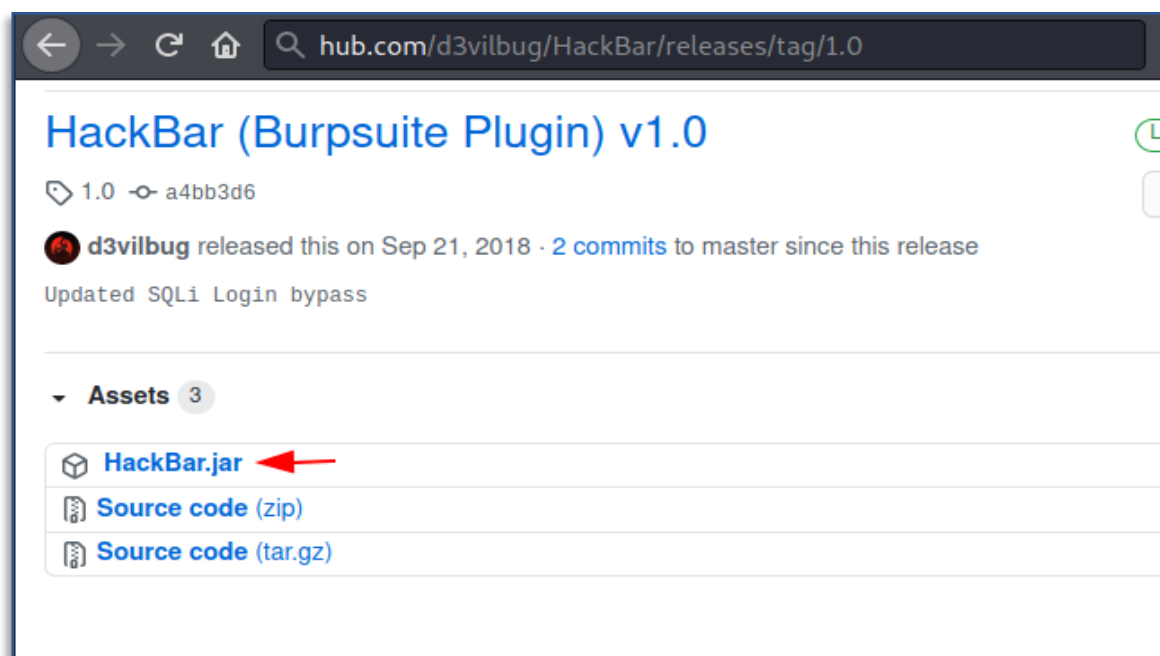 hub.com/d3vilbug/HackBar/releases/tag/1.0
HackBar (Burpsuite Plugin) v1.0
1.0 a4bb3d6
d3vilbug released this on Sep 21, 2018 · 2 commits to master since this release
Updated SQLi Login bypass
Assets 3
HackBar.jar
Source code (zip)
Source code (tar.gz)